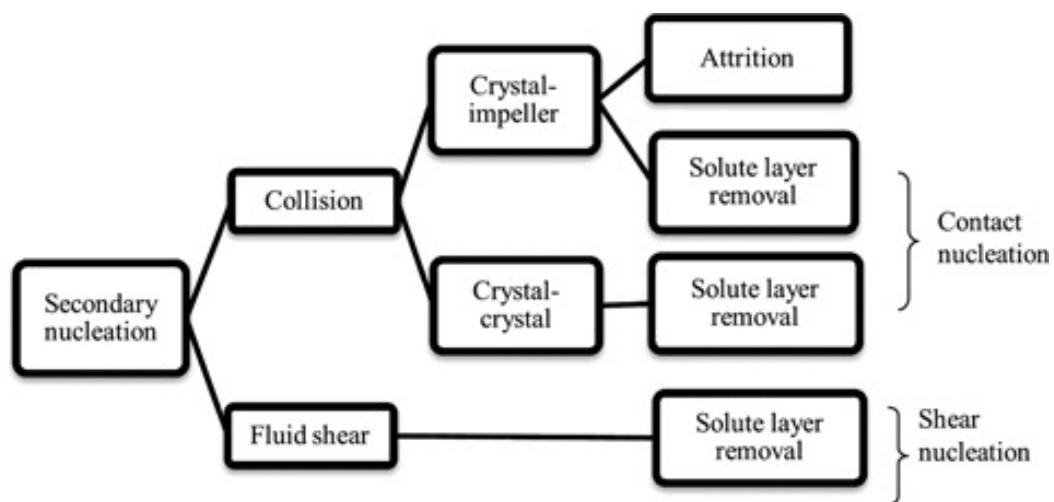 Secondary
nucleation
Collision
Fluid shear
Crystal-
impeller
Crystal-
crystal
Attrition
Solute layer
removal
Solute layer
removal
Solute layer
removal
Contact
nucleation
Shear
nucleation